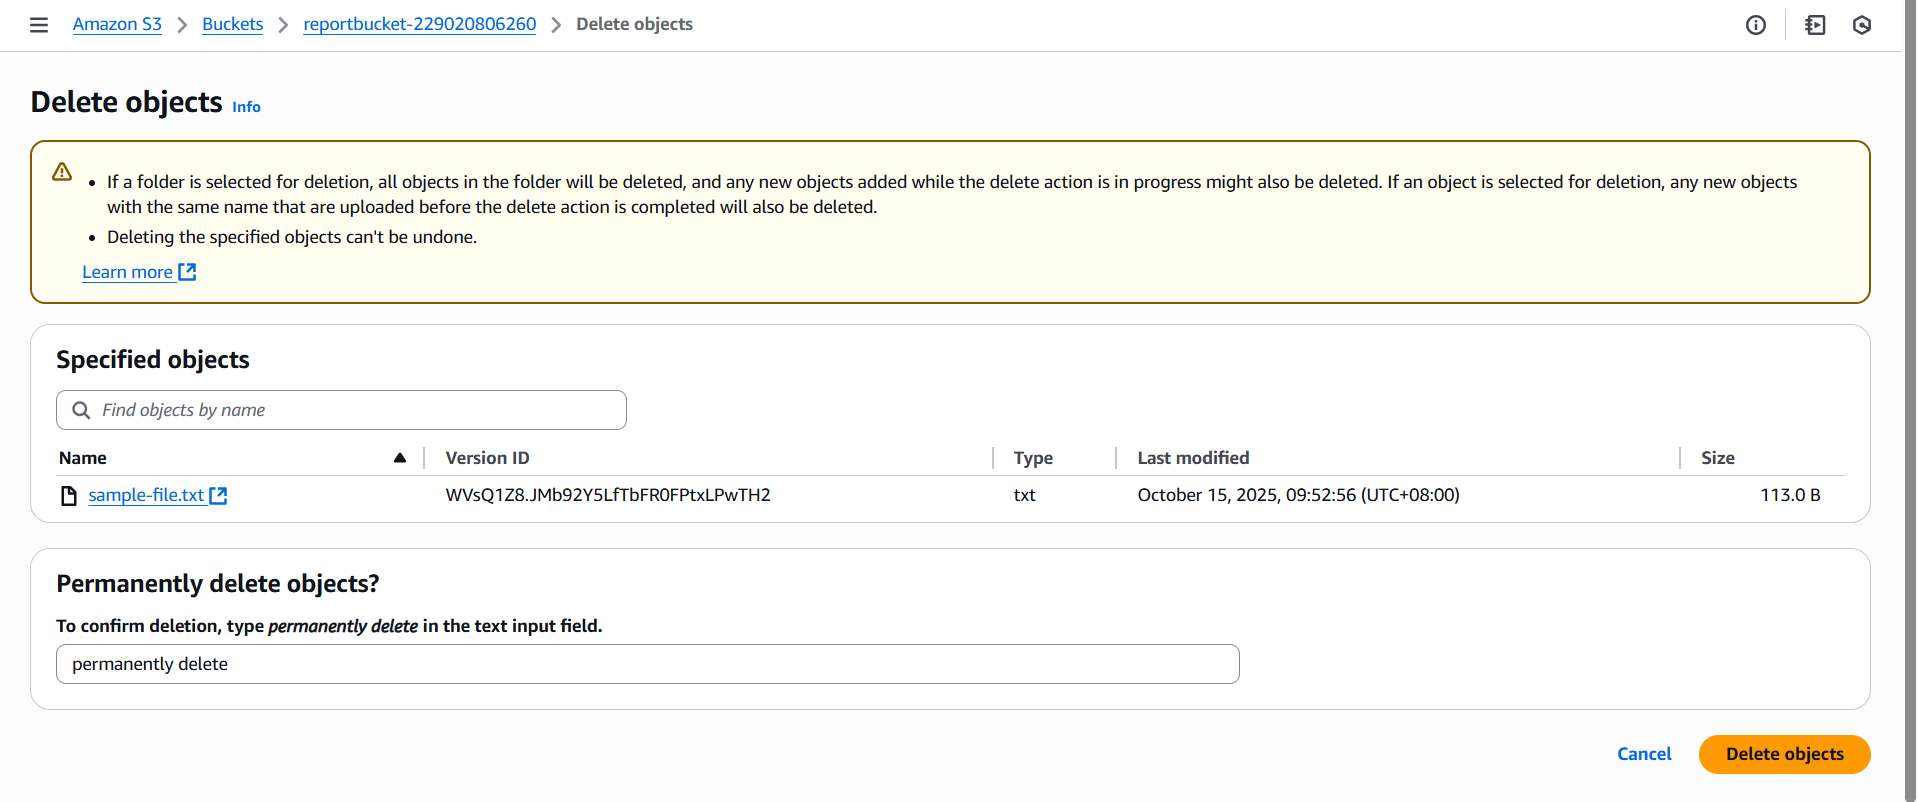 Amazon S3 > Buckets > reportbucket-229020806260 > Delete objects
Delete objects Info
• If a folder is selected for deletion, all objects in the folder will be deleted, and any new objects added while the delete action is in progress might also be deleted. If an object is selected for deletion, any new objects
with the same name that are uploaded before the delete action is completed will also be deleted.
• Deleting the specified objects can't be undone.
Learn more
Specified objects
Find objects by name
Name Version ID Type Last modified Size
sample-file.txt WVsQ1Z8.JMb92Y5LfTbFR0FPtxLPwTH2 txt October 15, 2025, 09:52:56 (UTC+08:00) 113.0 B
Permanently delete objects?
To confirm deletion, type permanently delete in the text input field.
permanently delete
Cancel Delete objects